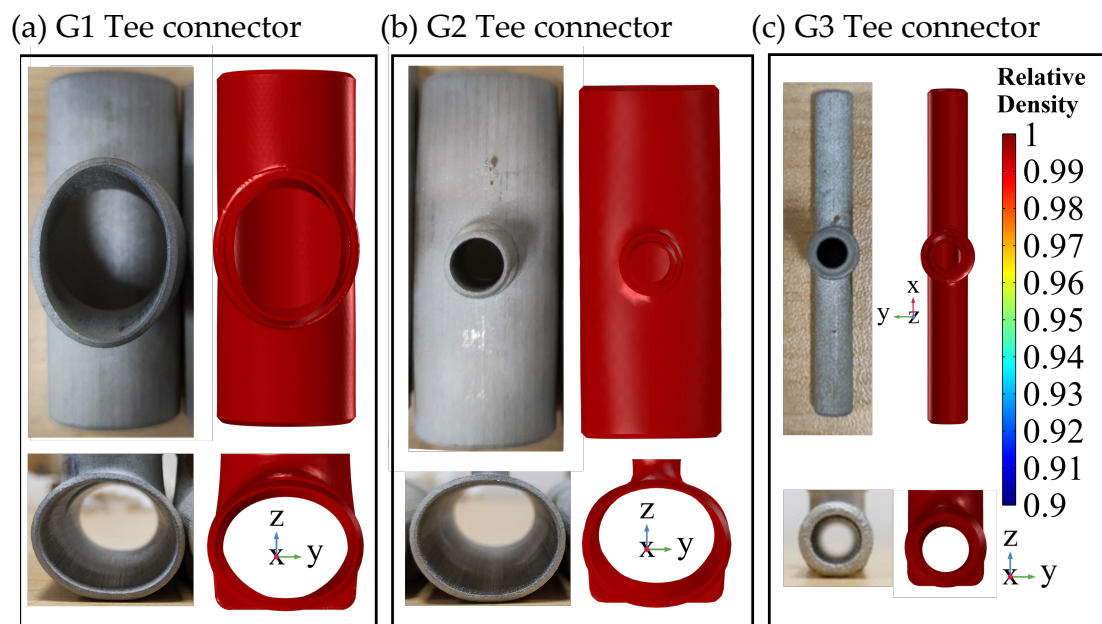 (a) G1 Tee connector
(b) G2 Tee connector
(c) G3 Tee connector
Relative
Density
1
0.99
0.98
0.97
0.96
0.95
0.94
0.93
0.92
0.91
0.9
x
y
z
z
x
y
z
x
y
z
x
y